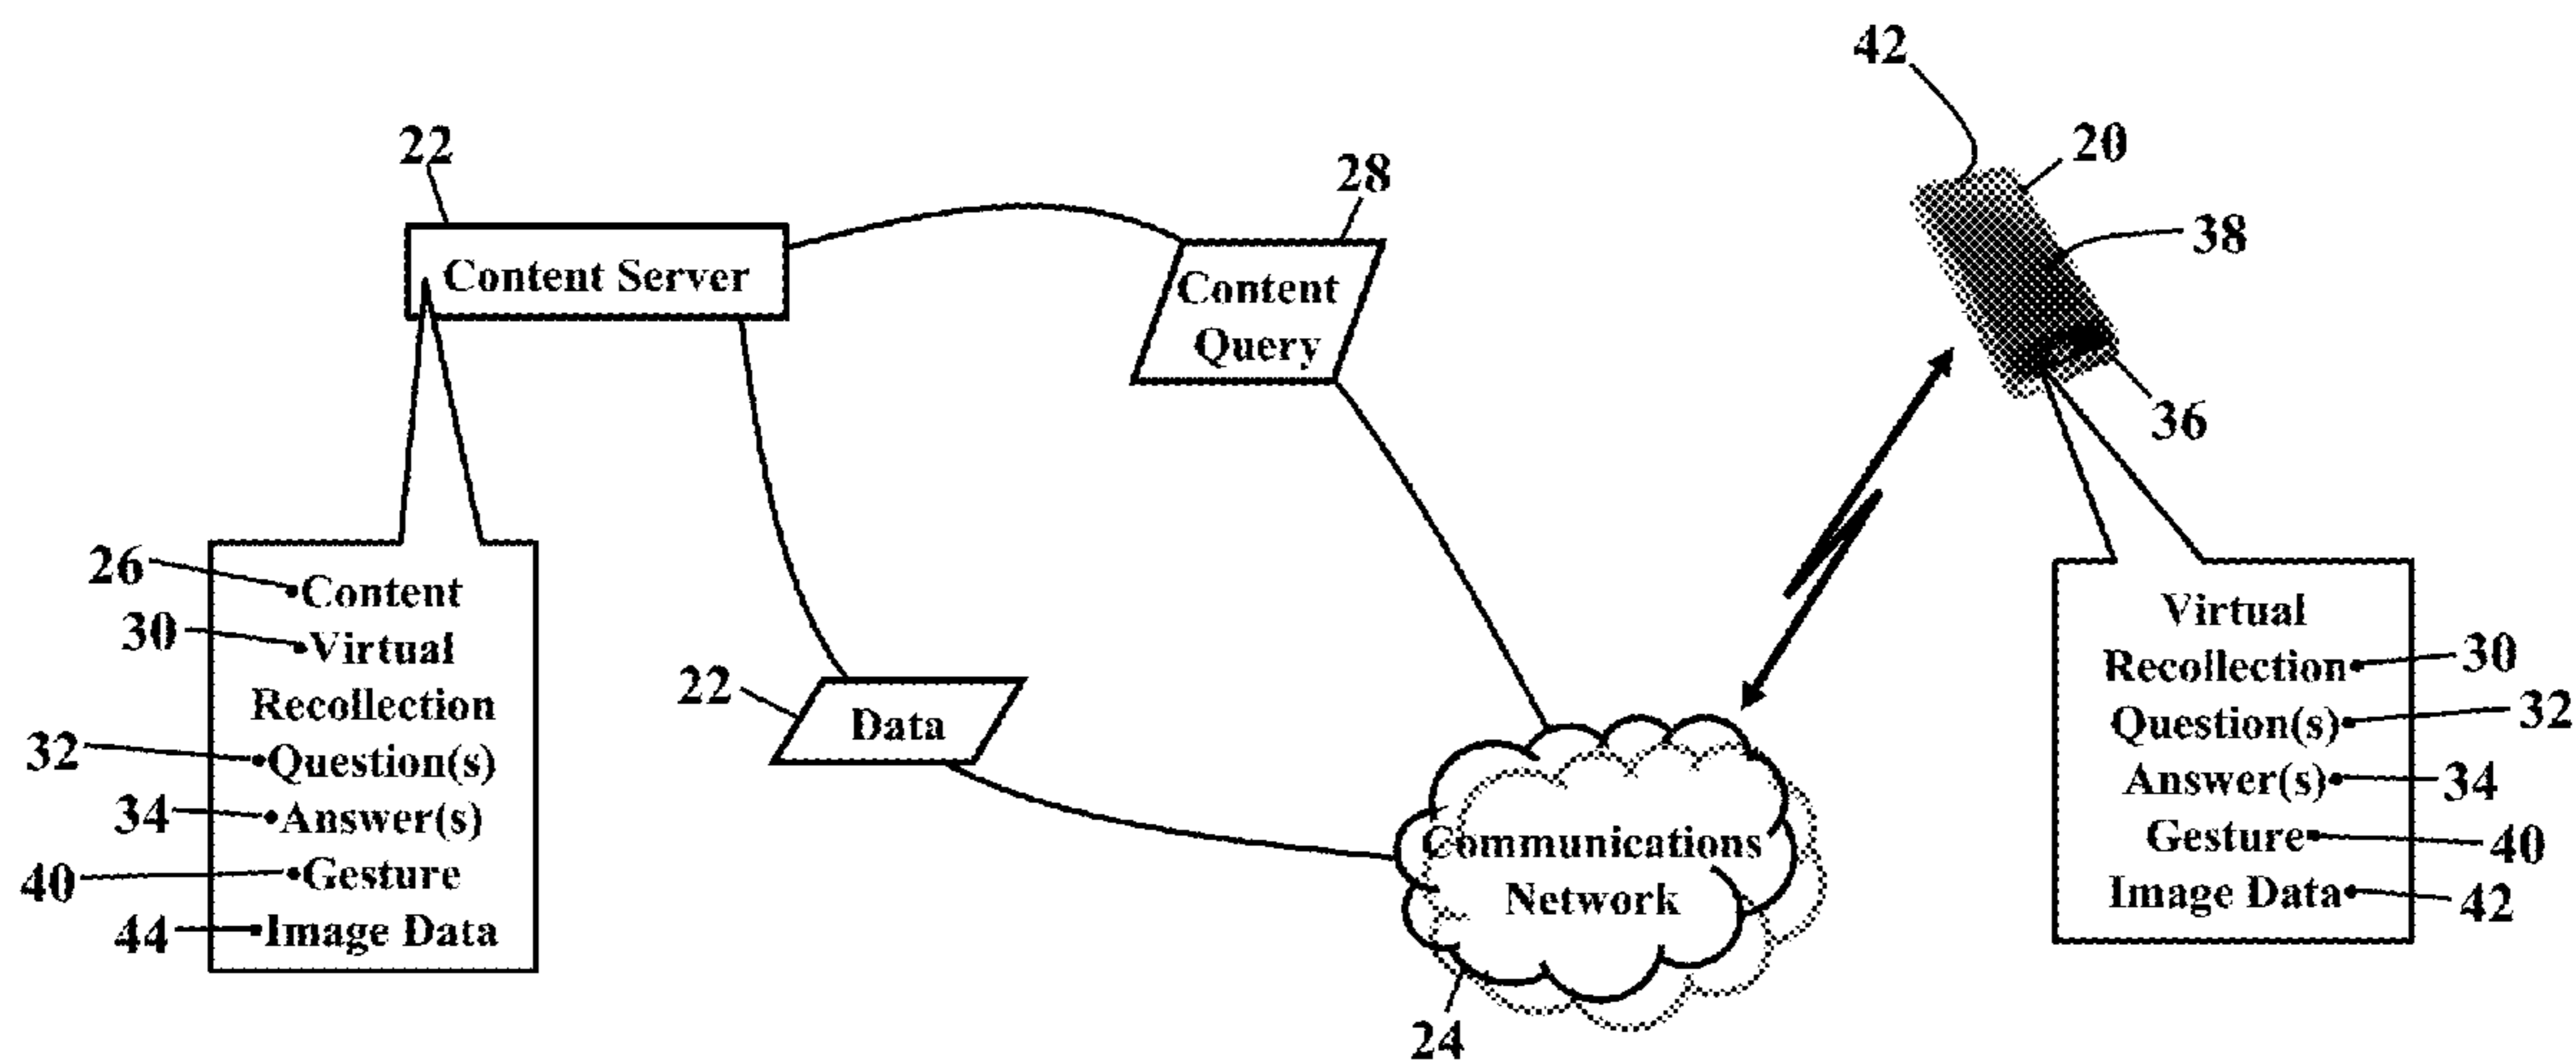 42
20
38
36
22
Content Server
28
Content
Query
26
•Content
30
•Virtual
Recollection
32
•Question(s)
34
•Answer(s)
40
•Gesture
44
•Image Data
22
Data
Communications
Network
24
Virtual
Recollection•
30
Question(s)•
32
Answer(s)•
34
Gesture•
40
Image Data•
42